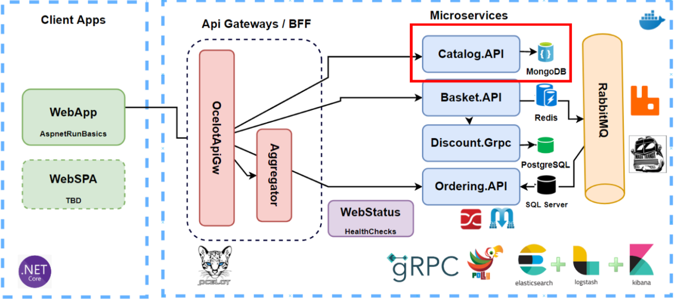 Client Apps
Api Gateways / BFF
Microservices
WebApp
AspnetRunBasics
WebSPA
TBD
.NET
Core
OcelotApiGw
Aggregator
OCELOT
WebStatus
HealthChecks
Catalog.API
MongoDB
Basket.API
Redis
Discount.Grpc
PostgreSQL
Ordering.API
SQL Server
RabbitMQ
gRPC
elasticsearch
logstash
kibana